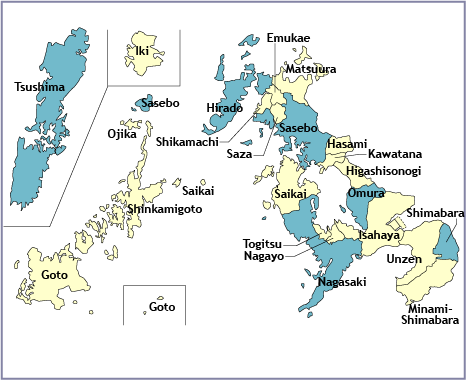 Emukae
Iki
Matsuura
Tsushima
Sasebo
Hirado
Ojika
Sasebo
Shikamachi
Hasami
Saza
Kawatana
Higashisonogi
Saikai
Saikai
Omura
Shinkamigoto
Shimabara
Isahaya
Togitsu
Nagayo
Unzen
Goto
Nagasaki
Goto
Minami-
Shimabara